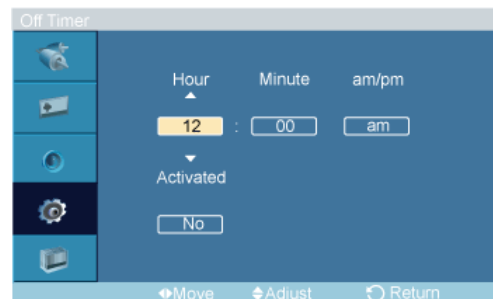 Off Timer
Hour Minute am/pm
12 : 00 am
Activated
No
Move Adjust Return